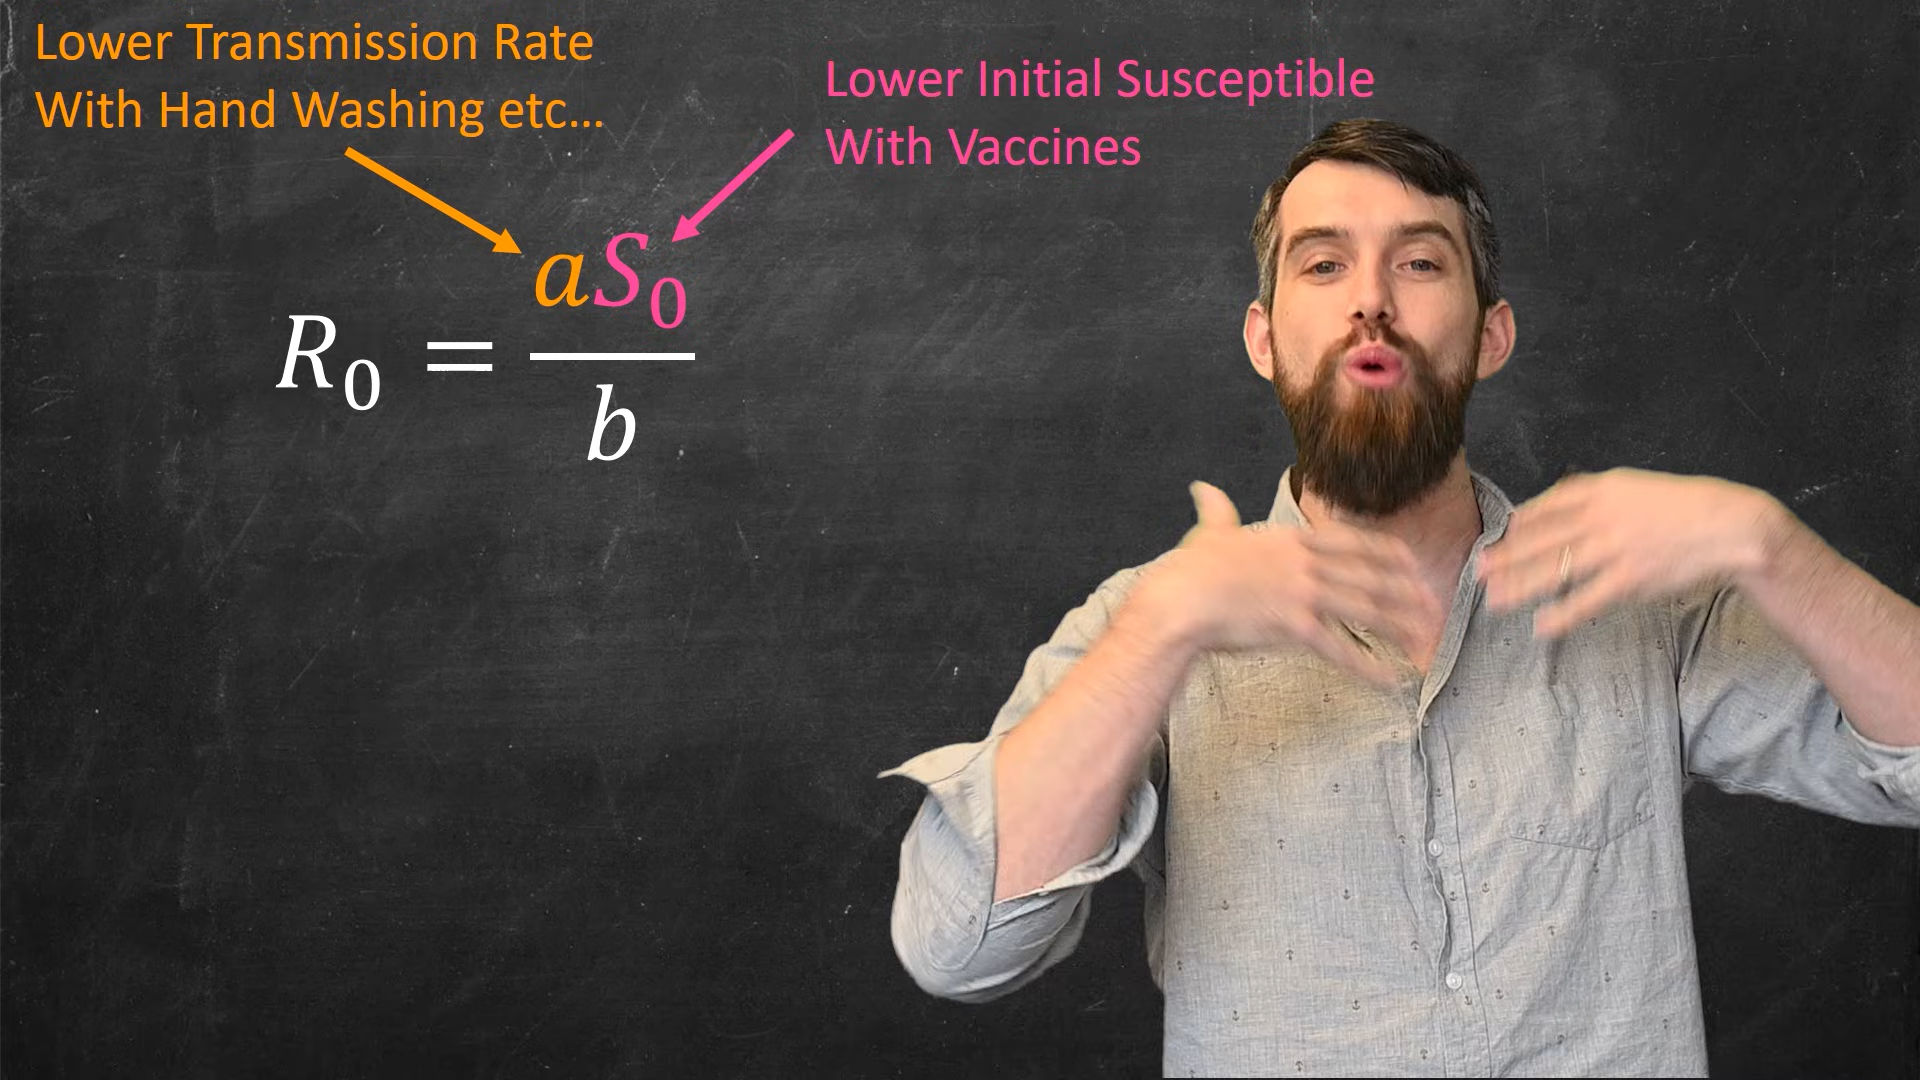 Lower Transmission Rate
With Hand Washing etc…
Lower Initial Susceptible
With Vaccines
R₀ = aS₀ / b